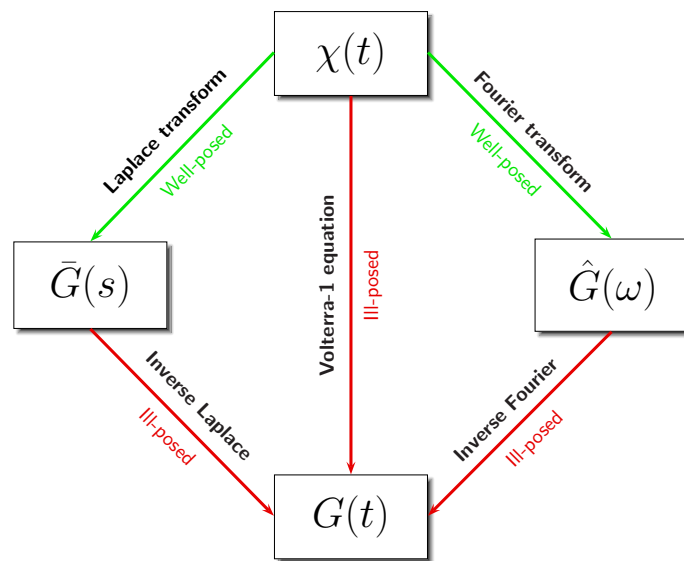 χ(t)
Laplace transform
Well-posed
Fourier transform
Well-posed
Volterra-1 equation
Ill-posed
Ḡ(s)
Ĝ(ω)
Inverse Laplace
Ill-posed
Inverse Fourier
Ill-posed
G(t)